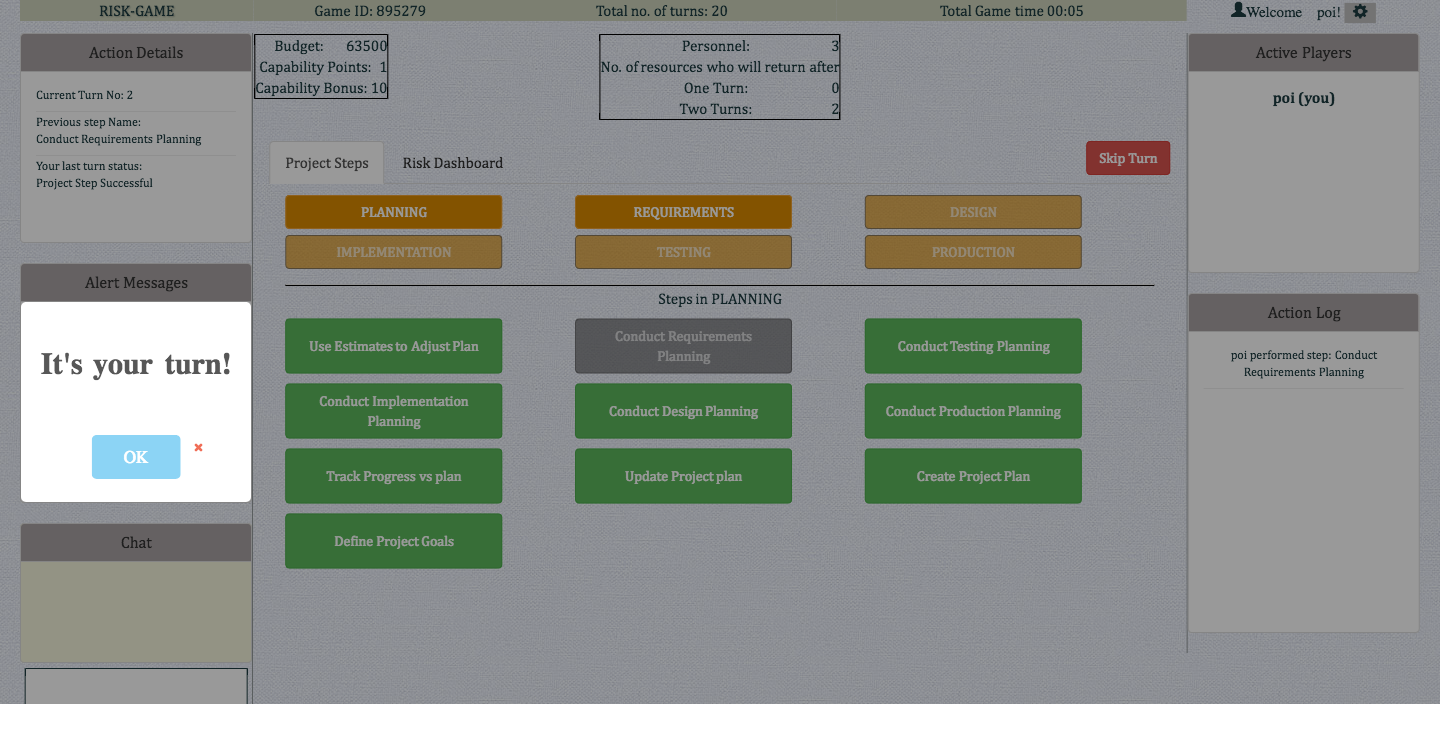 RISK-GAME Game ID: 895279 Total no. of turns: 20 Total Game time 00:05 Welcome poi!
Action Details
Current Turn No: 2
Previous step Name:
Conduct Requirements Planning
Your last turn status:
Project Step Successful
Alert Messages
It's your turn!
OK
Chat
Budget: 63500
Capability Points: 1
Capability Bonus: 10
Personnel: 3
No. of resources who will return after
One Turn: 0
Two Turns: 2
Project Steps Risk Dashboard Skip Turn
PLANNING REQUIREMENTS DESIGN
IMPLEMENTATION TESTING PRODUCTION
Steps in PLANNING
Use Estimates to Adjust Plan
Conduct Requirements
Planning
Conduct Testing Planning
Conduct Implementation
Planning
Conduct Design Planning
Conduct Production Planning
Track Progress vs plan
Update Project plan
Create Project Plan
Define Project Goals
Active Players
poi (you)
Action Log
poi performed step: Conduct
Requirements Planning